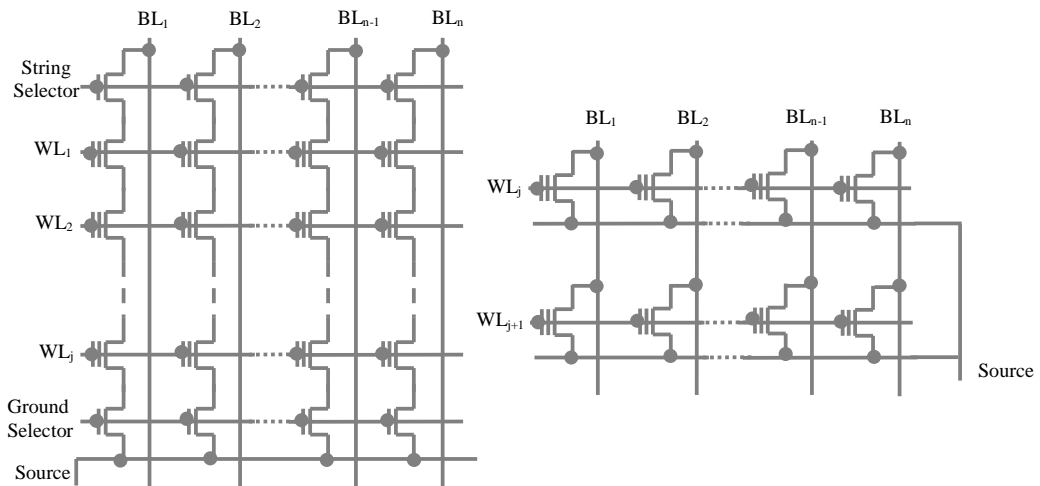 BL₁ BL₂ BLₙ₋₁ BLₙ
String
Selector
WL₁
WL₂
WLⱼ
Ground
Selector
Source
BL₁ BL₂ BLₙ₋₁ BLₙ
WLⱼ
WLⱼ₊₁
Source